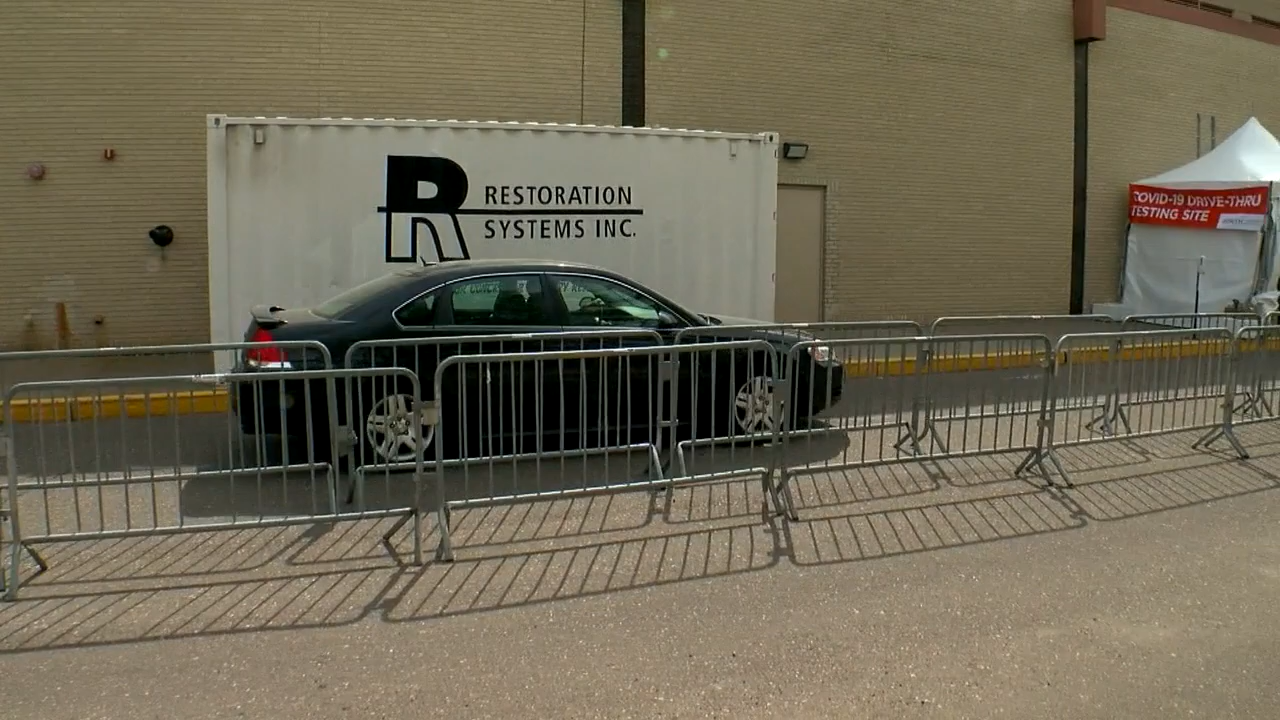 R
RESTORATION
SYSTEMS INC.
COVID-19 DRIVE-THRU
TESTING SITE